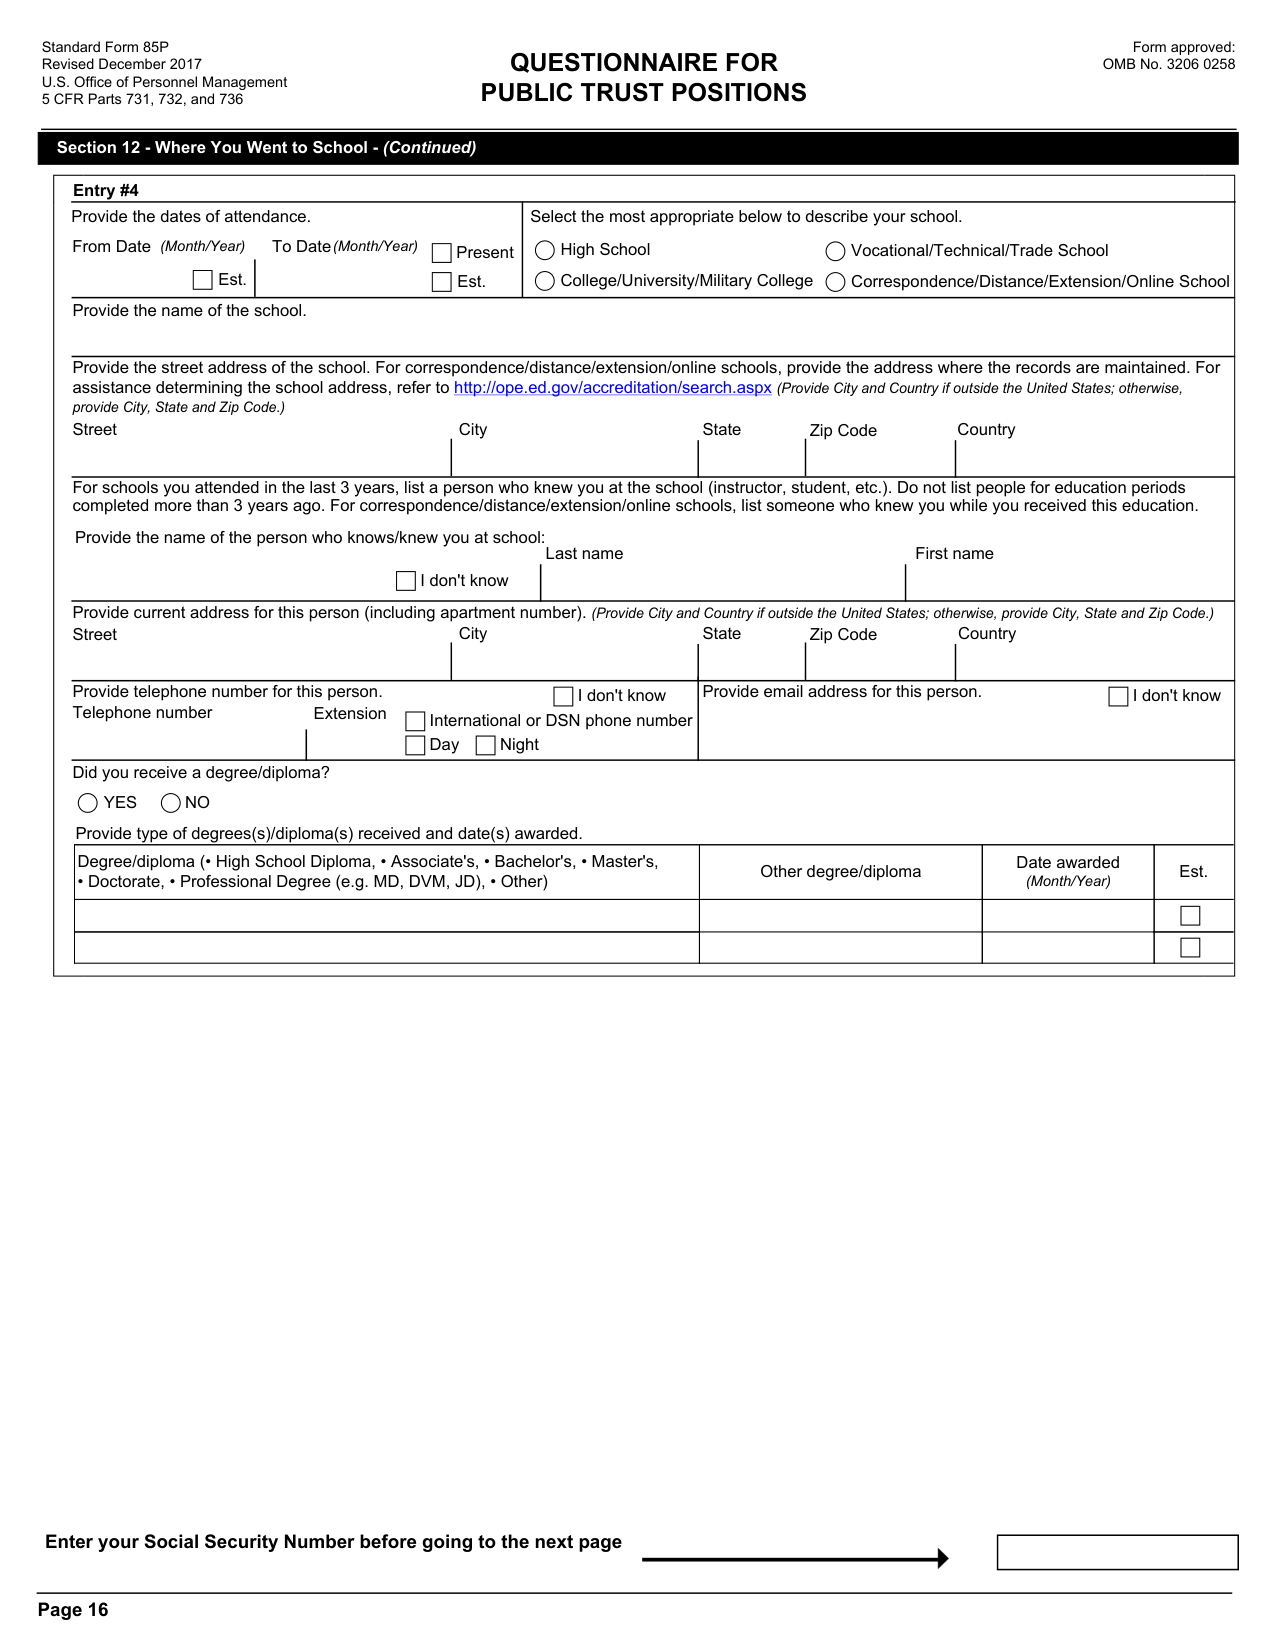 Standard Form 85P
Revised December 2017
U.S. Office of Personnel Management
5 CFR Parts 731, 732, and 736
QUESTIONNAIRE FOR
PUBLIC TRUST POSITIONS
Form approved:
OMB No. 3206 0258
Section 12 - Where You Went to School - (Continued)
Entry #4
Provide the dates of attendance.
From Date (Month/Year) To Date (Month/Year) Present
Est. Est.
Select the most appropriate below to describe your school.
High School Vocational/Technical/Trade School
College/University/Military College Correspondence/Distance/Extension/Online School
Provide the name of the school.
Provide the street address of the school. For correspondence/distance/extension/online schools, provide the address where the records are maintained. For
assistance determining the school address, refer to http://ope.ed.gov/accreditation/search.aspx (Provide City and Country if outside the United States; otherwise,
provide City, State and Zip Code.)
Street City State Zip Code Country
For schools you attended in the last 3 years, list a person who knew you at the school (instructor, student, etc.). Do not list people for education periods
completed more than 3 years ago. For correspondence/distance/extension/online schools, list someone who knew you while you received this education.
Provide the name of the person who knows/knew you at school:
Last name First name
I don't know
Provide current address for this person (including apartment number). (Provide City and Country if outside the United States; otherwise, provide City, State and Zip Code.)
Street City State Zip Code Country
Provide telephone number for this person. I don't know
Telephone number Extension International or DSN phone number
Day Night
Provide email address for this person. I don't know
Did you receive a degree/diploma?
YES NO
Provide type of degrees(s)/diploma(s) received and date(s) awarded.
Degree/diploma (• High School Diploma, • Associate's, • Bachelor's, • Master's,
• Doctorate, • Professional Degree (e.g. MD, DVM, JD), • Other)
Other degree/diploma
Date awarded
(Month/Year)
Est.
Enter your Social Security Number before going to the next page
Page 16